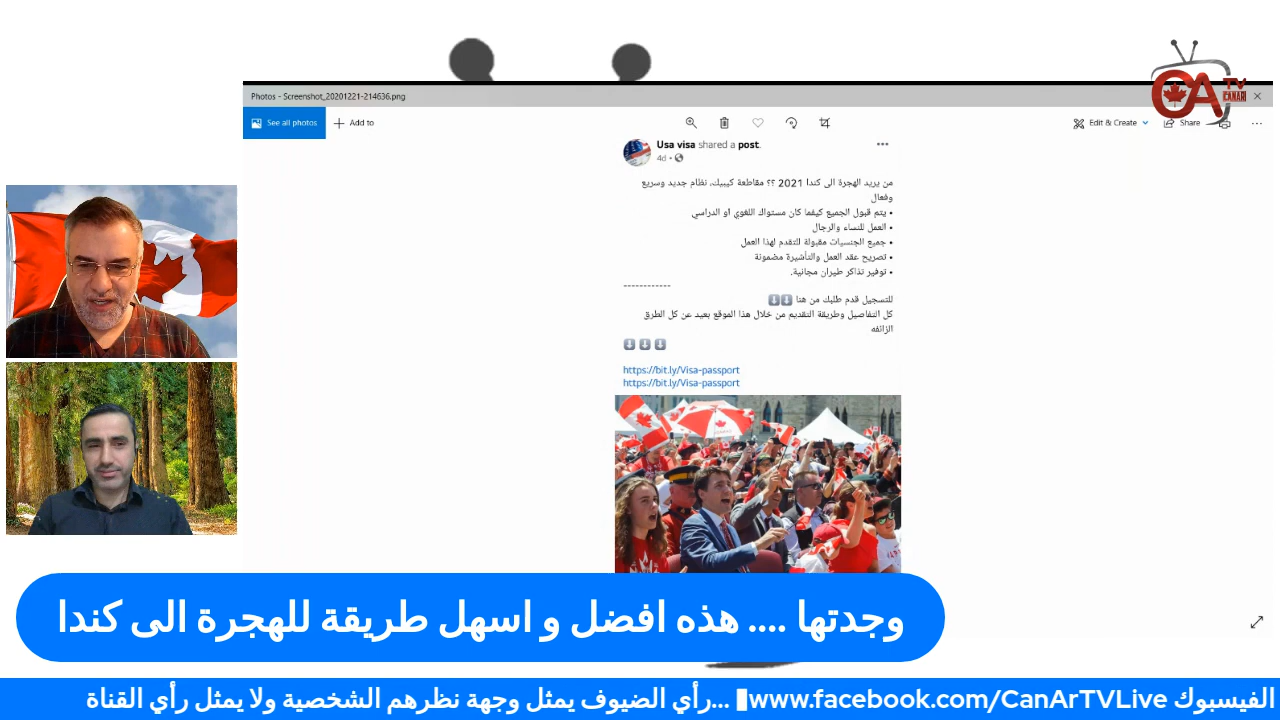 Photos - Screenshot_20201221-214636.png
See all photos
Add to
Edit & Create
Share
CA TV
CANAR
Usa visa shared a post.
4d
من يريد الهجرة الى كندا 2021 ؟؟ مقاطعة كيبيك، نظام جديد وسريع
وفعال
• يتم قبول الجميع كيفما كان مستواك اللغوي او الدراسي
• العمل للنساء والرجال
• جميع الجنسيات مقبولة للتقدم لهذا العمل
• تصريح عقد العمل والتأشيرة مضمونة
• توفير تذاكر طيران مجانية.
------------
للتسجيل قدم طلبك من هنا ⬇️⬇️
كل التفاصيل وطريقة التقديم من خلال هذا الموقع بعيد عن كل الطرق
الزائفه
⬇️ ⬇️ ⬇️
https://bit.ly/Visa-passport
https://bit.ly/Visa-passport
وجدتها .... هذه افضل و اسهل طريقة للهجرة الى كندا
الفيسبوك www.facebook.com/CanArTVLive ...رأي الضيوف يمثل وجهة نظرهم الشخصية ولا يمثل رأي القناة